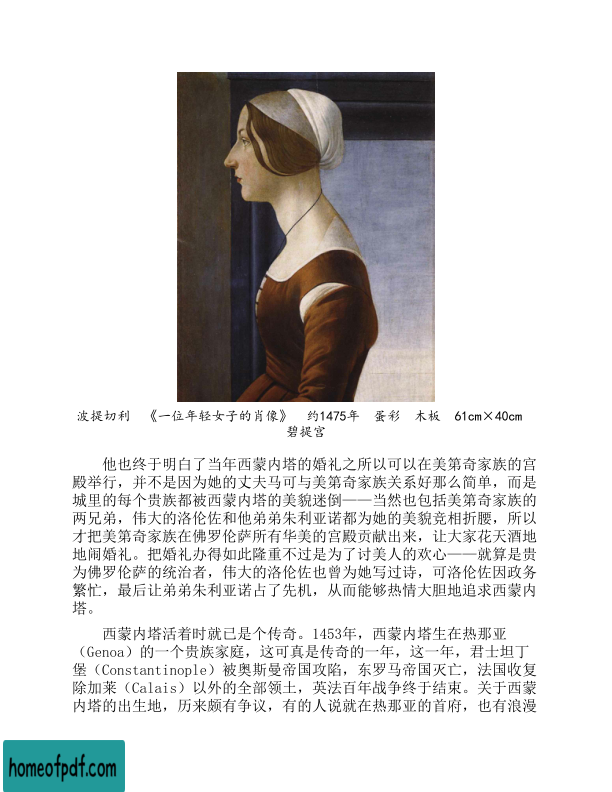 波提切利　《一位年轻女子的肖像》　约1475年　蛋彩　木板　61cm×40cm
碧提宫
他也终于明白了当年西蒙内塔的婚礼之所以可以在美第奇家族的宫
殿举行，并不是因为她的丈夫马可与美第奇家族关系好那么简单，而是
城里的每个贵族都被西蒙内塔的美貌迷倒——当然也包括美第奇家族的
两兄弟，伟大的洛伦佐和他弟弟朱利亚诺都为她的美貌竞相折腰，所以
才把美第奇家族在佛罗伦萨所有华美的宫殿贡献出来，让大家花天酒地
地闹婚礼。把婚礼办得如此隆重不过是为了讨美人的欢心——就算是贵
为佛罗伦萨的统治者，伟大的洛伦佐也曾为她写过诗，可洛伦佐因政务
繁忙，最后让弟弟朱利亚诺占了先机，从而能够热情大胆地追求西蒙内
塔。
西蒙内塔活着时就已是个传奇。1453年，西蒙内塔生在热那亚
（Genoa）的一个贵族家庭，这可真是传奇的一年，这一年，君士坦丁
堡（Constantinople）被奥斯曼帝国攻陷，东罗马帝国灭亡，法国收复
除加莱（Calais）以外的全部领土，英法百年战争终于结束。关于西蒙
内塔的出生地，历来颇有争议，有的人说就在热那亚的首府，也有浪漫
homeofpdf.com